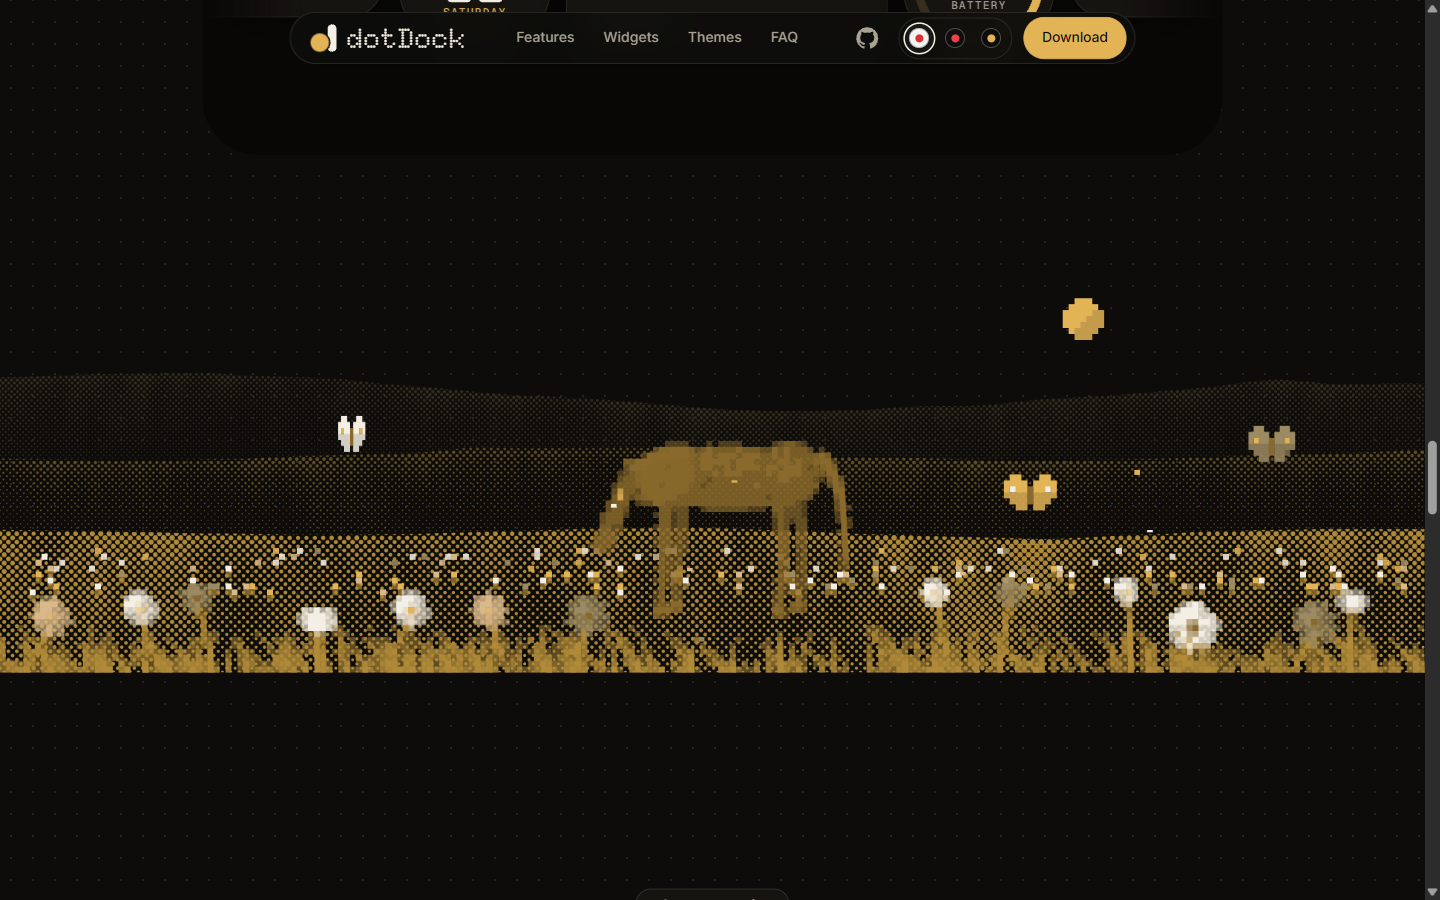 SATURDAY
BATTERY
dotDock
Features
Widgets
Themes
FAQ
Download